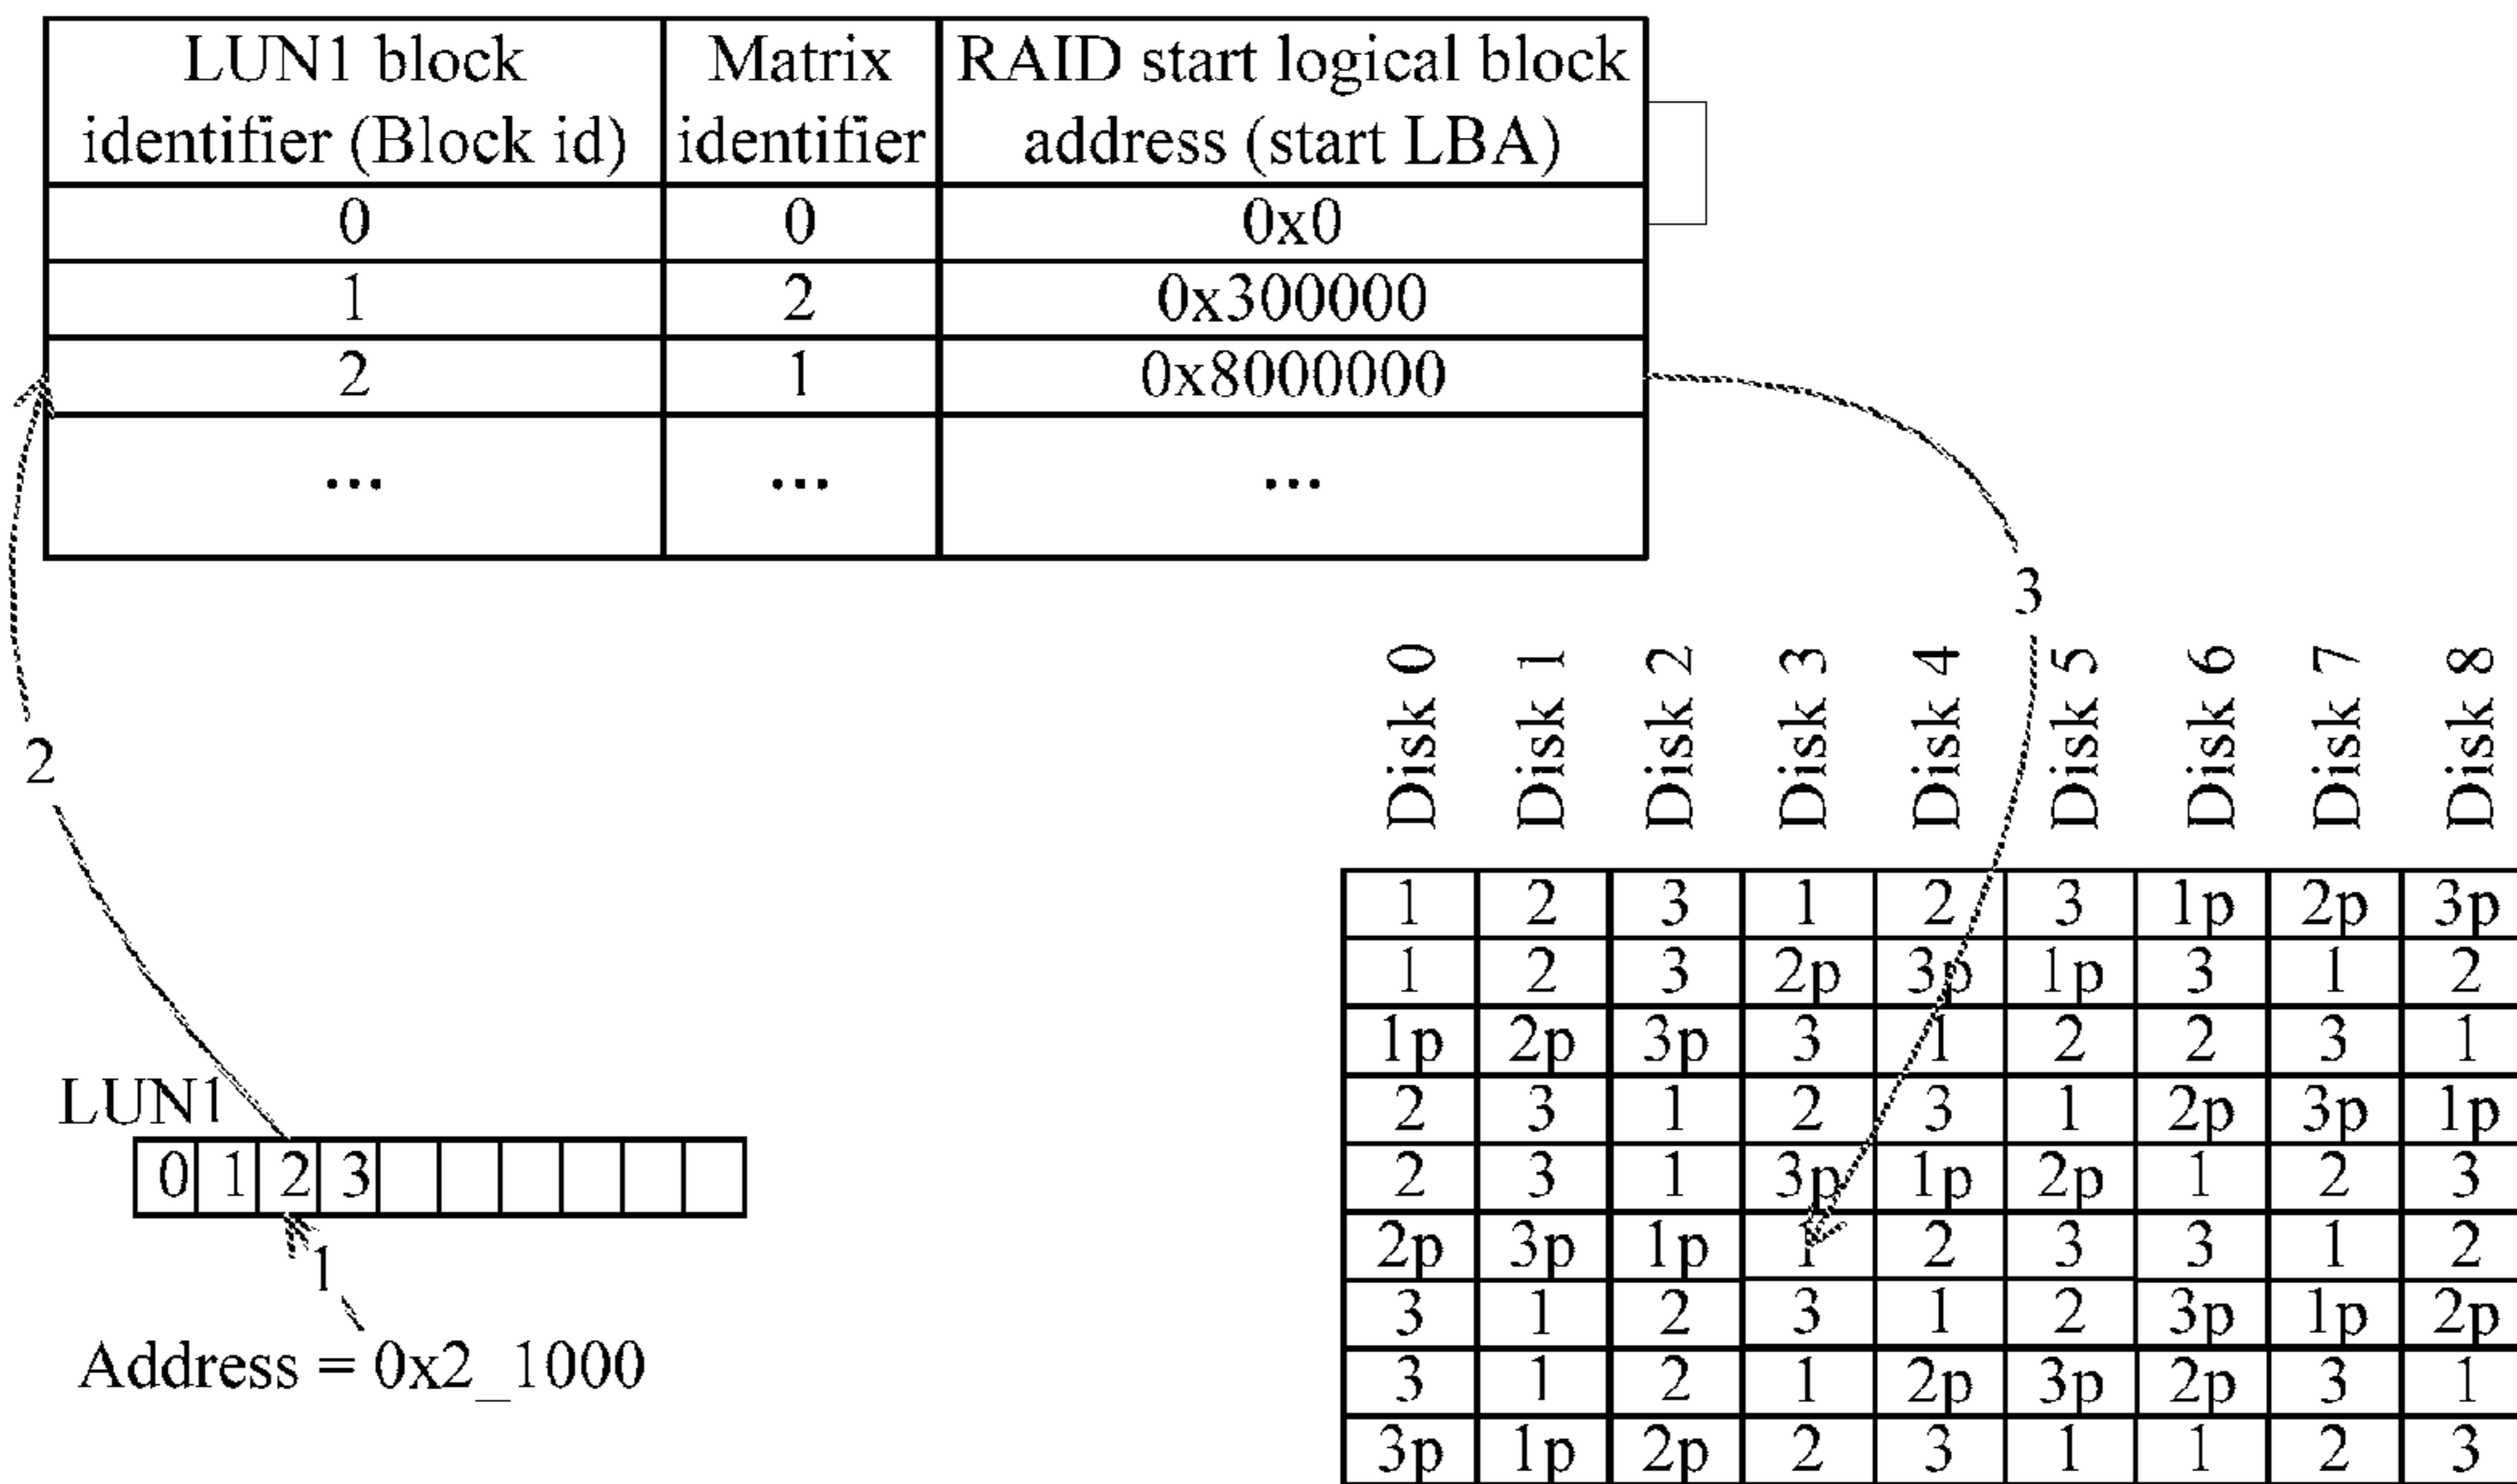 LUN1 block identifier (Block id) Matrix identifier RAID start logical block address (start LBA)
0 0 0x0
1 2 0x300000
2 1 0x8000000
... ... ...
3
2
Disk 0 Disk 1 Disk 2 Disk 3 Disk 4 Disk 5 Disk 6 Disk 7 Disk 8
1 2 3 1 2 3 1p 2p 3p
1 2 3 2p 3p 1p 3 1 2
1p 2p 3p 3 1 2 2 3 1
2 3 1 2 3 1 2p 3p 1p
2 3 1 3p 1p 2p 1 2 3
2p 3p 1p 1 2 3 3 1 2
3 1 2 3 1 2 3p 1p 2p
3 1 2 1 2p 3p 2p 3 1
3p 1p 2p 2 3 1 1 2 3
LUN1
0 1 2 3
1
Address = 0x2_1000